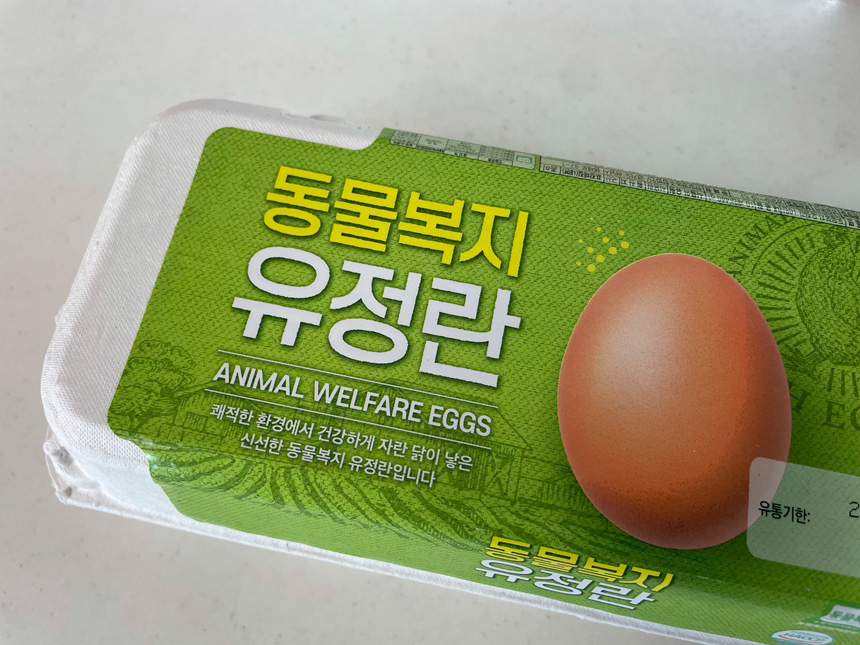 동물복지
유정란
ANIMAL WELFARE EGGS
쾌적한 환경에서 건강하게 자란 닭이 낳은
신선한 동물복지 유정란입니다
유통기한: 2
동물복지
유정란
HACCP